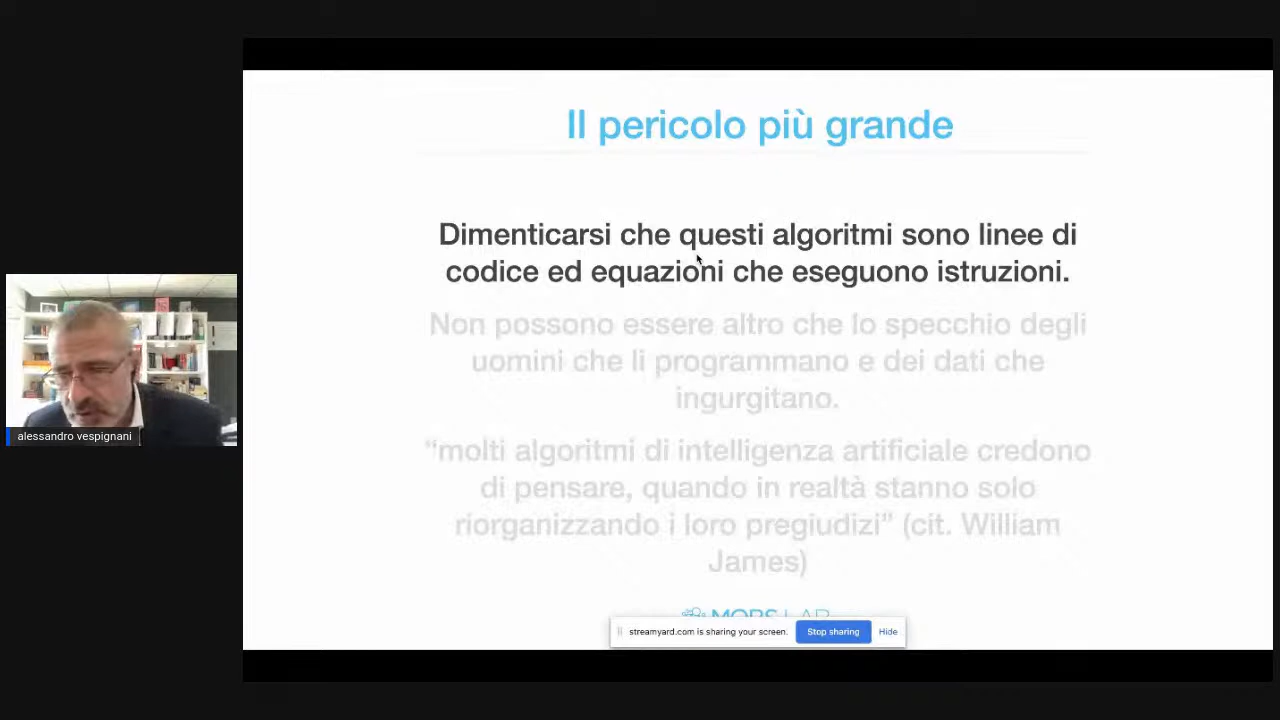 Il pericolo più grande
Dimenticarsi che questi algoritmi sono linee di
codice ed equazioni che eseguono istruzioni.
Non possono essere altro che lo specchio degli
uomini che li programmano e dei dati che
ingurgitano.
“molti algoritmi di intelligenza artificiale credono
di pensare, quando in realtà stanno solo
riorganizzando i loro pregiudizi” (cit. William
James)
alessandro vespignani
streamyard.com is sharing your screen.
Stop sharing
Hide